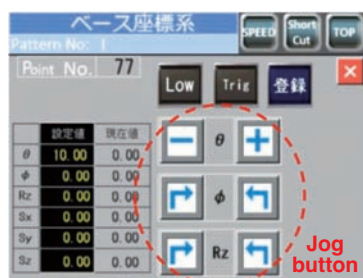 ベース座標系
SPEED
Short Cut
TOP
Pattern No: 1
Point No. 77
Low
Trig
登録
設定値 現在値
θ 10.00 0.00
φ 0.00 0.00
Rz 0.00 0.00
Sx 0.00 0.00
Sy 0.00 0.00
Sz 0.00 0.00
θ
φ
Rz
Jog button